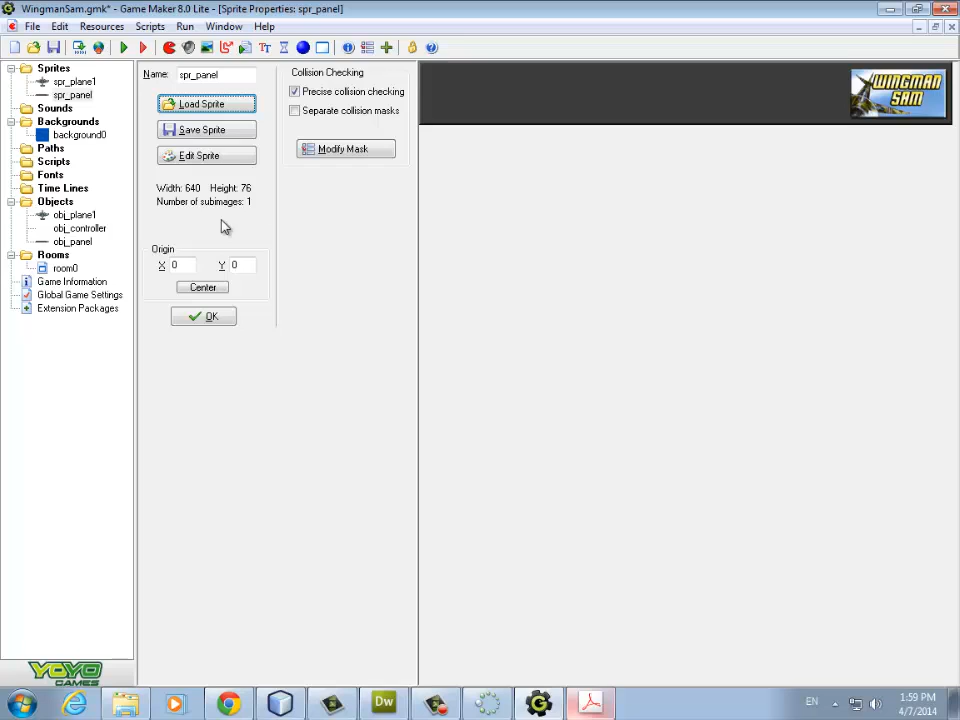 WingmanSam.gmk* - Game Maker 8.0 Lite - [Sprite Properties: spr_panel]
File Edit Resources Scripts Run Window Help
Sprites
spr_plane1
spr_panel
Sounds
Backgrounds
background0
Paths
Scripts
Fonts
Time Lines
Objects
obj_plane1
obj_controller
obj_panel
Rooms
room0
Game Information
Global Game Settings
Extension Packages
YOYO
GAMES
Name: spr_panel
Load Sprite
Save Sprite
Edit Sprite
Width: 640 Height: 76
Number of subimages: 1
Origin
X 0 Y 0
Center
OK
Collision Checking
Precise collision checking
Separate collision masks
Modify Mask
WINGMAN
SAM
Dw
EN
1:59 PM
4/7/2014